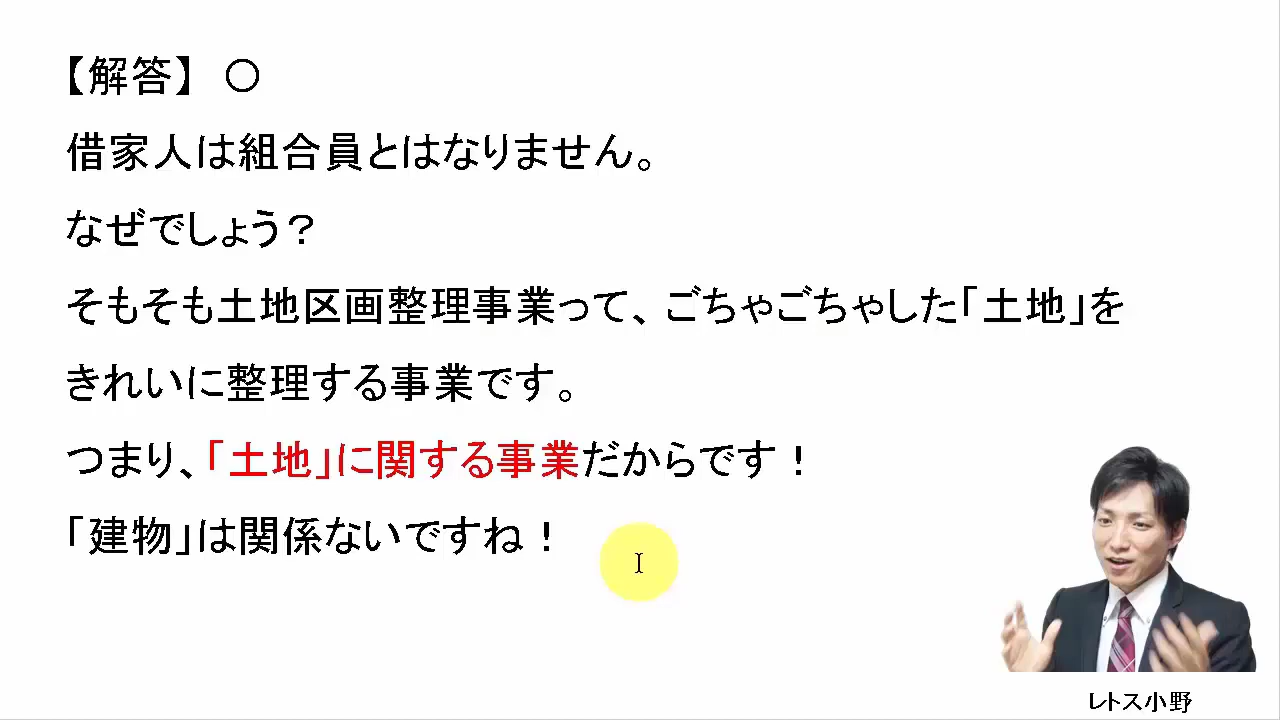 【解答】 〇
借家人は組合員とはなりません。
なぜでしょう？
そもそも土地区画整理事業って、ごちゃごちゃした「土地」を
きれいに整理する事業です。
つまり、「土地」に関する事業だからです！
「建物」は関係ないですね！
レトス小野